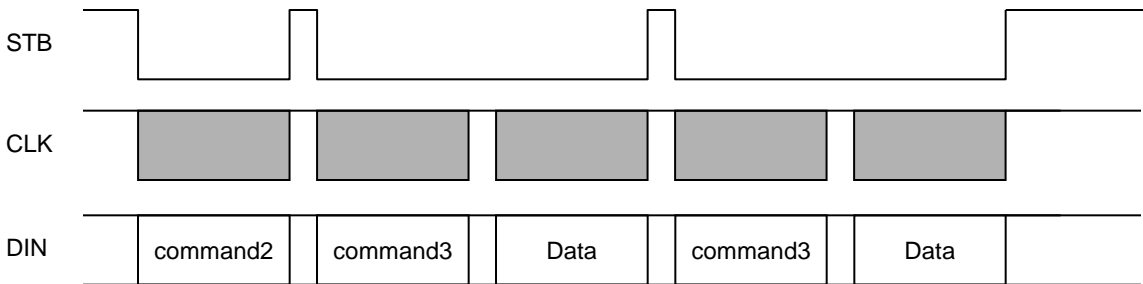 STB
CLK
DIN
command2 command3 Data command3 Data